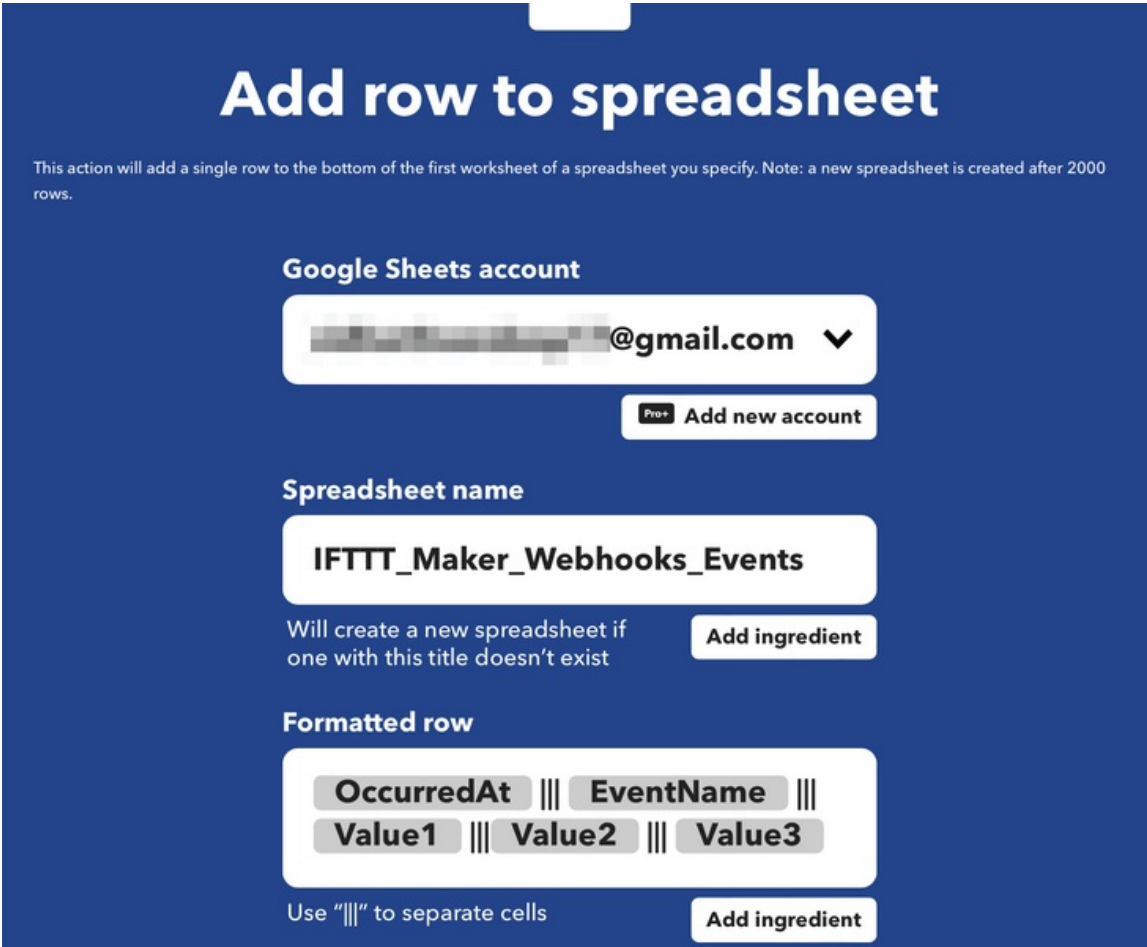 Add row to spreadsheet
This action will add a single row to the bottom of the first worksheet of a spreadsheet you specify. Note: a new spreadsheet is created after 2000
rows.
Google Sheets account
@gmail.com
Pro+ Add new account
Spreadsheet name
IFTTT_Maker_Webhooks_Events
Will create a new spreadsheet if
one with this title doesn’t exist
Add ingredient
Formatted row
OccurredAt ||| EventName |||
Value1 ||| Value2 ||| Value3
Use “|||” to separate cells
Add ingredient